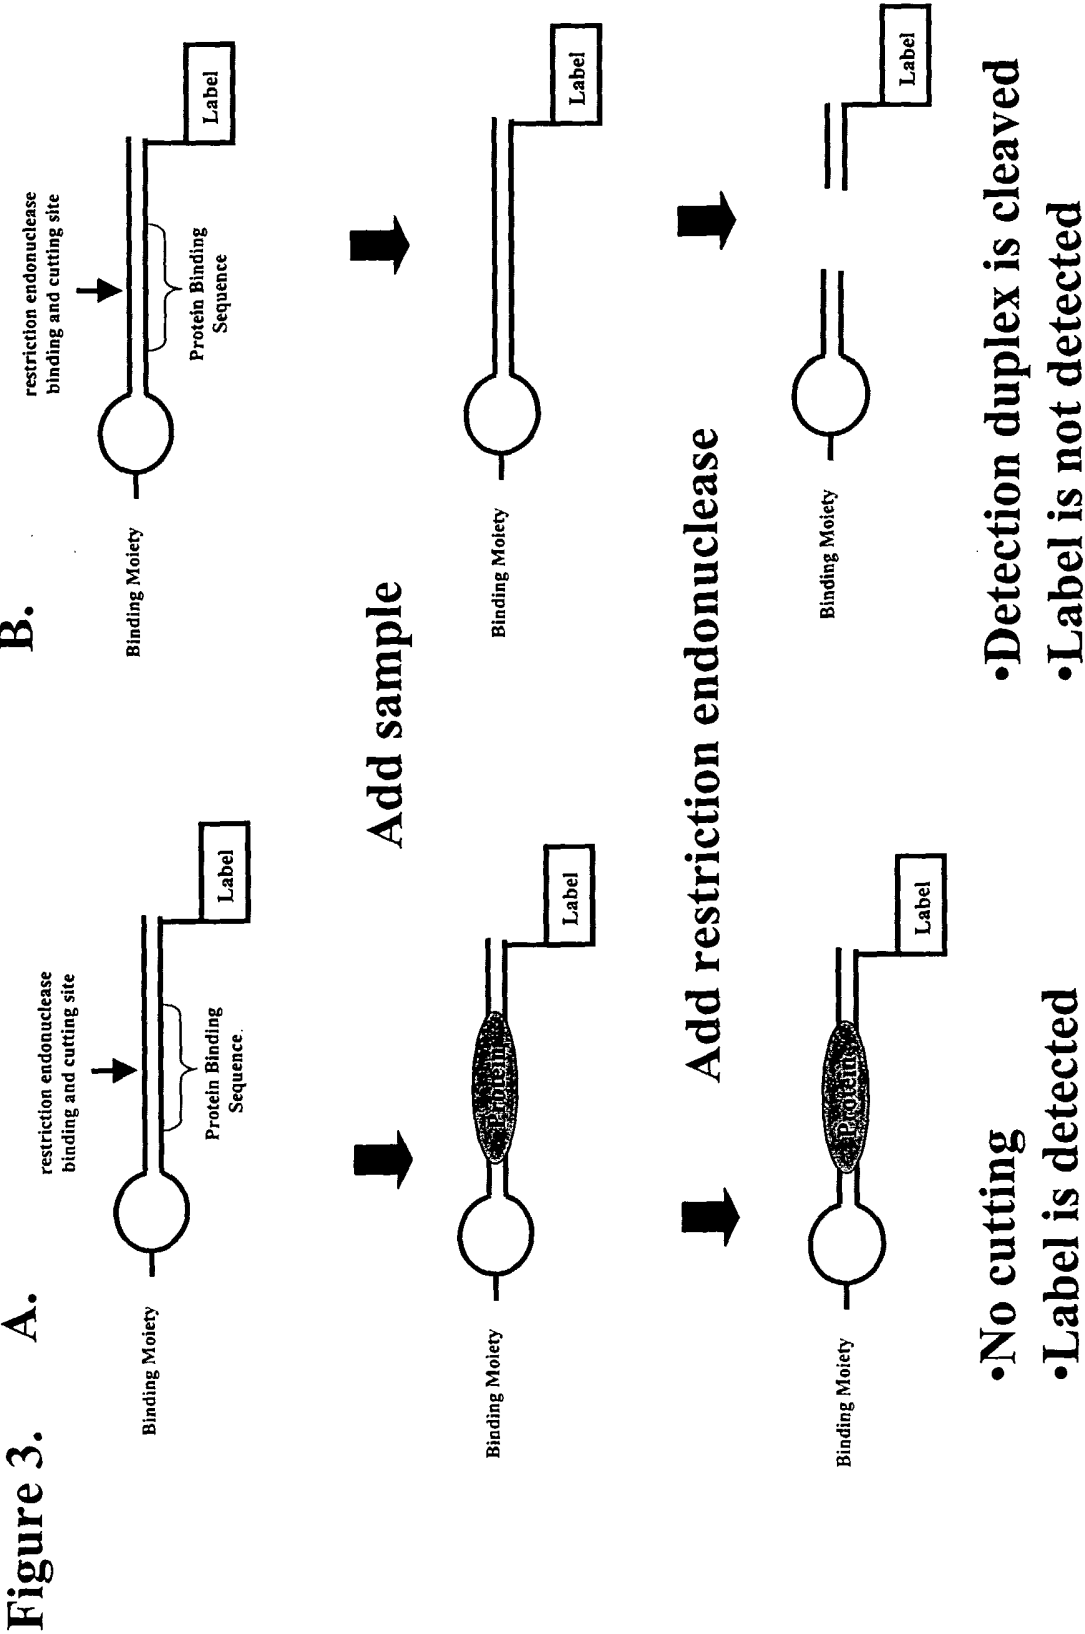 Figure 3.
A.
restriction endonuclease
binding and cutting site
Binding Moiety
Protein Binding
Sequence.
Label
B.
restriction endonuclease
binding and cutting site
Binding Moiety
Protein Binding
Sequence
Label
Add sample
Binding Moiety
Protein
Label
Binding Moiety
Label
Add restriction endonuclease
Binding Moiety
Protein
Label
Binding Moiety
Label
•No cutting
•Label is detected
•Detection duplex is cleaved
•Label is not detected